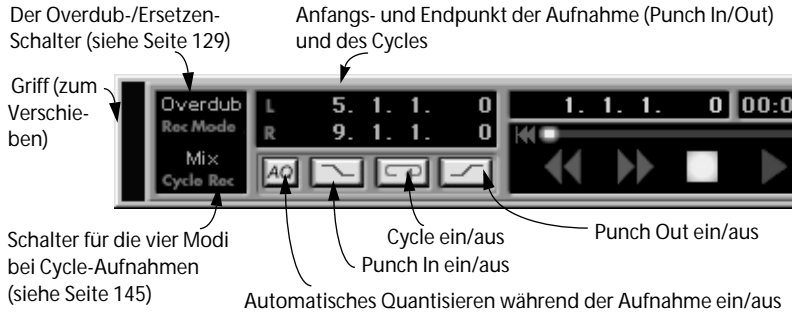 Der Overdub-/Ersetzen-
Schalter (siehe Seite 129)
Anfangs- und Endpunkt der Aufnahme (Punch In/Out)
und des Cycles
Griff (zum
Verschie-
ben)
Overdub
Rec Mode
Mix
Cycle Rec
L 5. 1. 1. 0
R 9. 1. 1. 0
1. 1. 1. 0
00:0
AQ
Schalter für die vier Modi
bei Cycle-Aufnahmen
(siehe Seite 145)
Cycle ein/aus
Punch Out ein/aus
Punch In ein/aus
Automatisches Quantisieren während der Aufnahme ein/aus